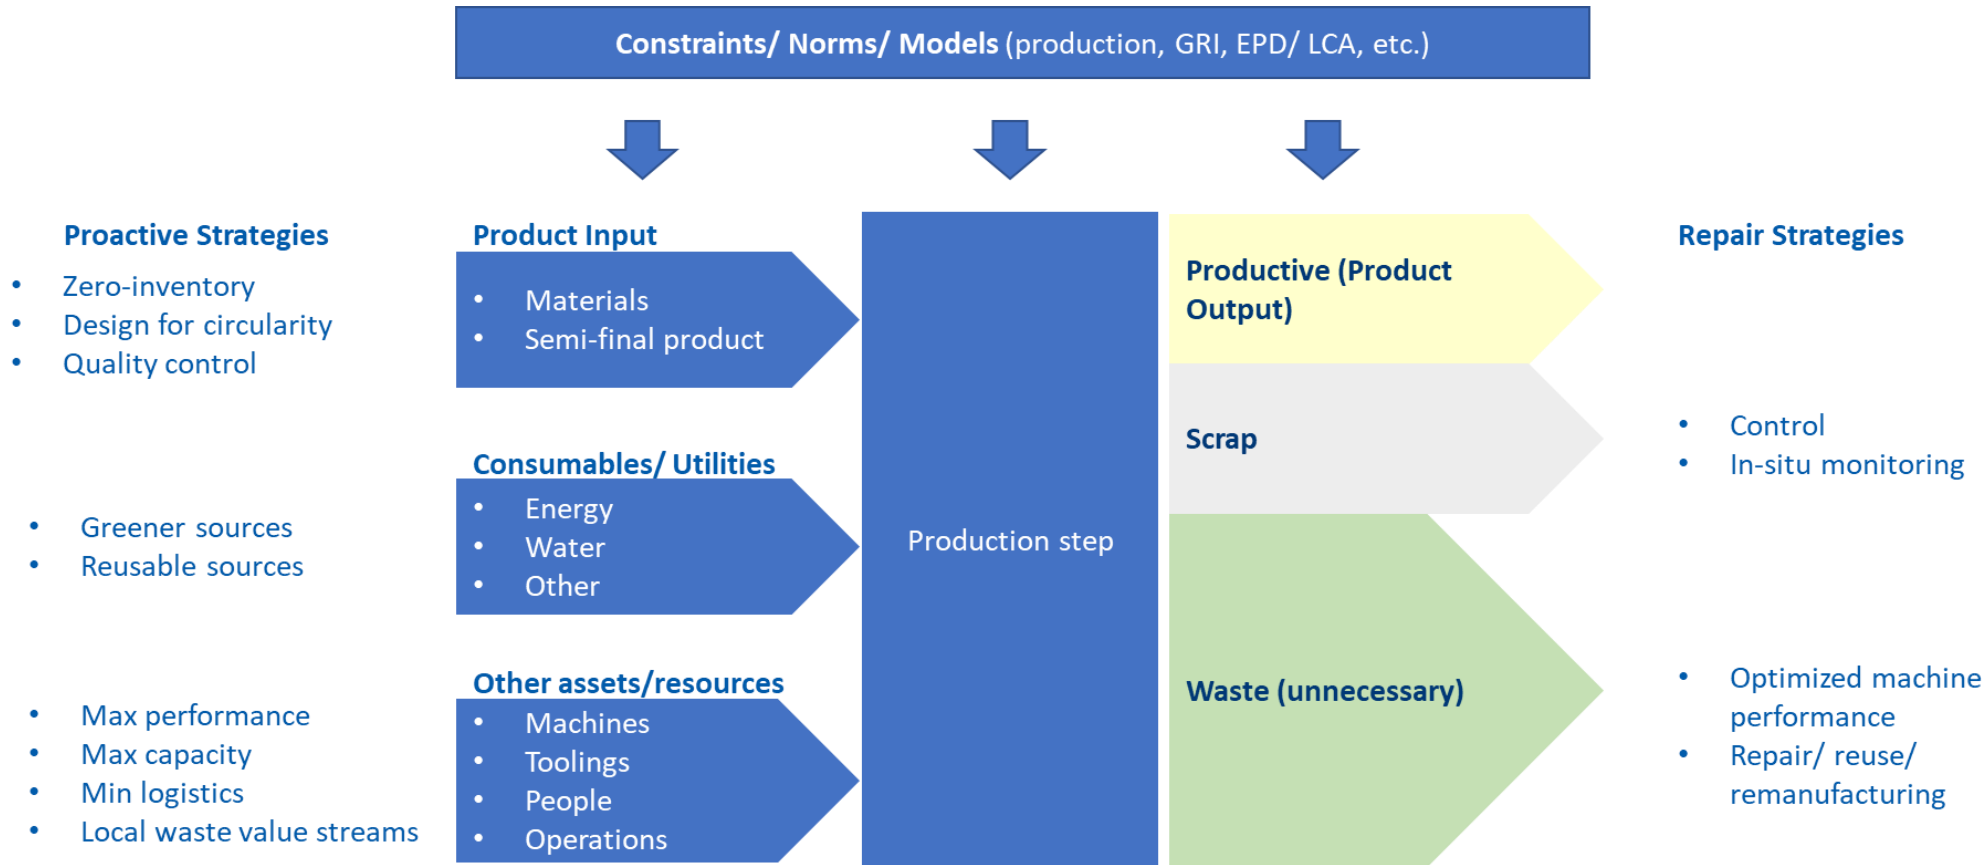 Constraints/ Norms/ Models (production, GRI, EPD/ LCA, etc.)
Proactive Strategies
• Zero-inventory
• Design for circularity
• Quality control
• Greener sources
• Reusable sources
• Max performance
• Max capacity
• Min logistics
• Local waste value streams
Product Input
• Materials
• Semi-final product
Consumables/ Utilities
• Energy
• Water
• Other
Other assets/resources
• Machines
• Toolings
• People
• Operations
Production step
Productive (Product
Output)
Scrap
Waste (unnecessary)
Repair Strategies
• Control
• In-situ monitoring
• Optimized machine
performance
• Repair/ reuse/
remanufacturing